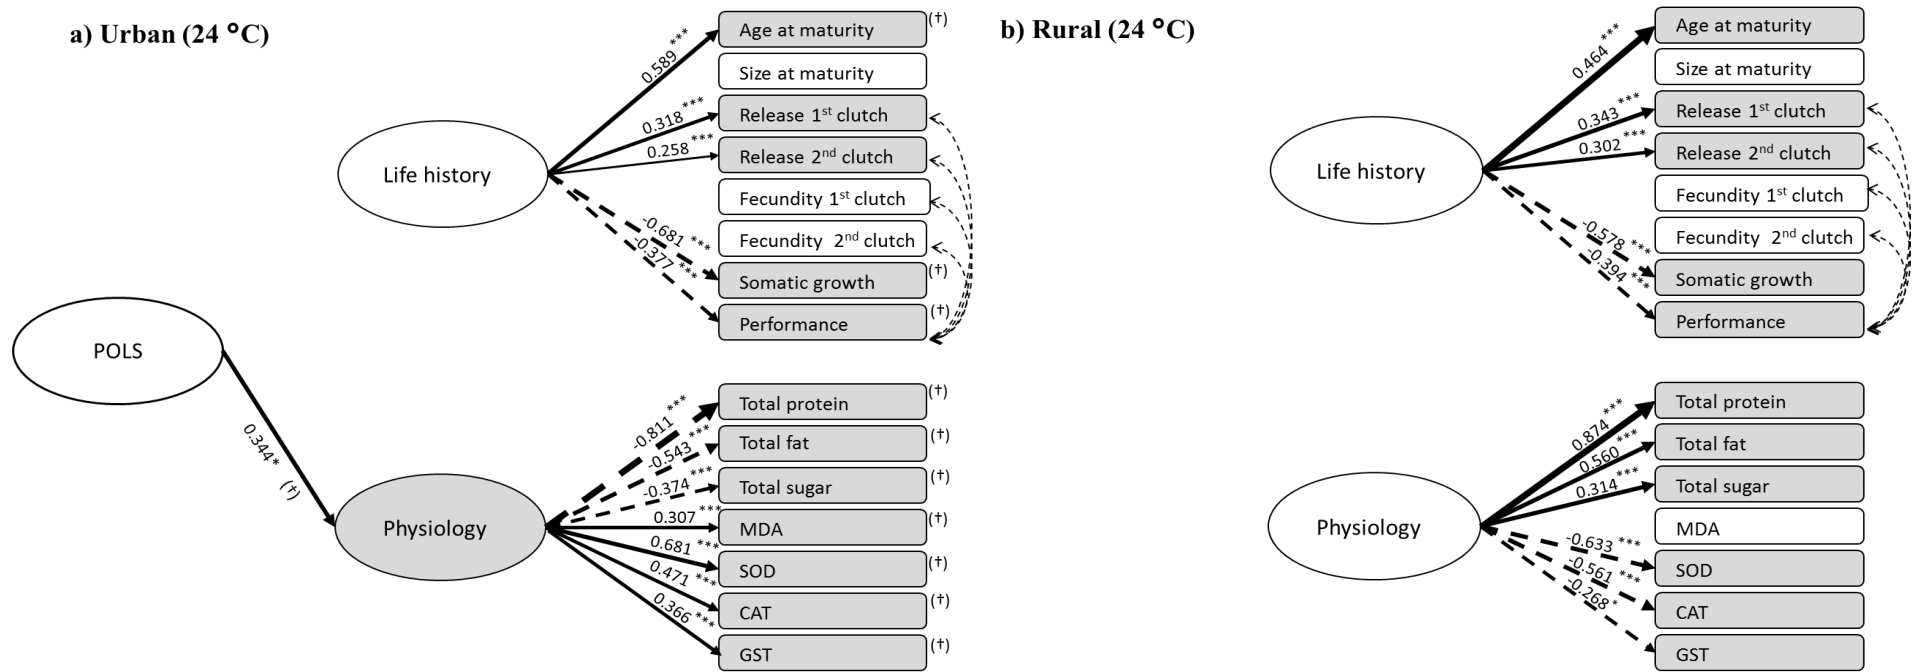 a) Urban (24 °C)
Life history
0.589 ***
Age at maturity (†)
Size at maturity
0.318 ***
Release 1st clutch
0.258 ***
Release 2nd clutch
Fecundity 1st clutch
Fecundity 2nd clutch
-0.681 ***
Somatic growth (†)
-0.377 ***
Performance (†)
POLS
0.344* (†)
Physiology
-0.811 ***
Total protein (†)
-0.543 ***
Total fat (†)
-0.374 ***
Total sugar (†)
0.307 ***
MDA (†)
0.681 ***
SOD (†)
0.471 ***
CAT (†)
0.366 ***
GST (†)
b) Rural (24 °C)
Life history
0.464 ***
Age at maturity
Size at maturity
0.343 ***
Release 1st clutch
0.302 ***
Release 2nd clutch
Fecundity 1st clutch
Fecundity 2nd clutch
-0.578 ***
Somatic growth
-0.394 ***
Performance
Physiology
0.874 ***
Total protein
0.560 ***
Total fat
0.314 ***
Total sugar
MDA
-0.633 ***
SOD
-0.561 ***
CAT
-0.268 *
GST